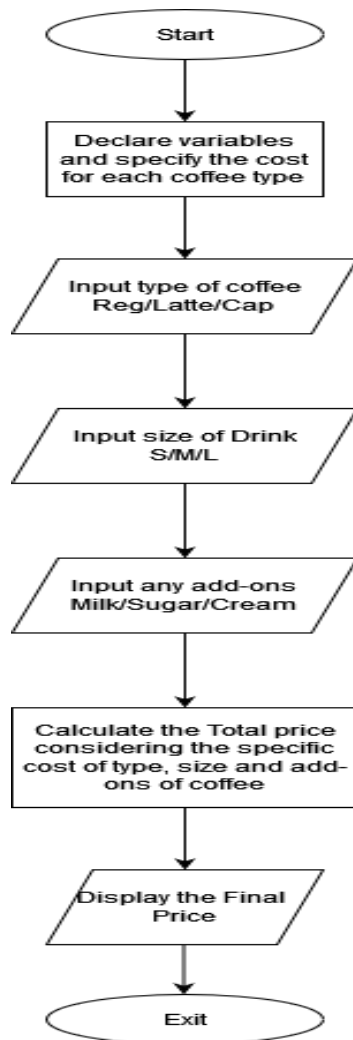 Start
Declare variables
and specify the cost
for each coffee type
Input type of coffee
Reg/Latte/Cap
Input size of Drink
S/M/L
Input any add-ons
Milk/Sugar/Cream
Calculate the Total price
considering the specific
cost of type, size and add-
ons of coffee
Display the Final
Price
Exit